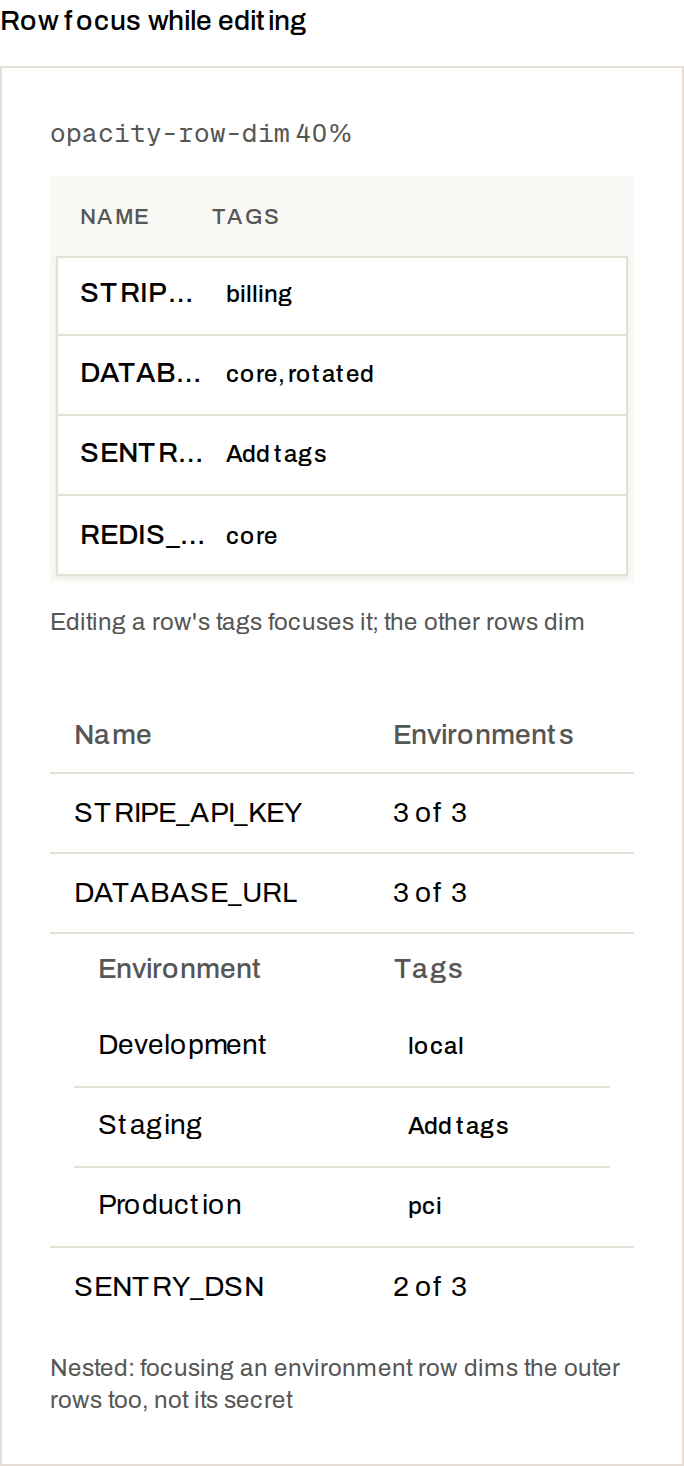 Row focus while editing
opacity-row-dim 40%
NAME TAGS
STRIP... billing
DATAB... core, rotated
SENTR... Add tags
REDIS_... core
Editing a row's tags focuses it; the other rows dim
Name Environments
STRIPE_API_KEY 3 of 3
DATABASE_URL 3 of 3
Environment Tags
Development local
Staging Add tags
Production pci
SENTRY_DSN 2 of 3
Nested: focusing an environment row dims the outer
rows too, not its secret